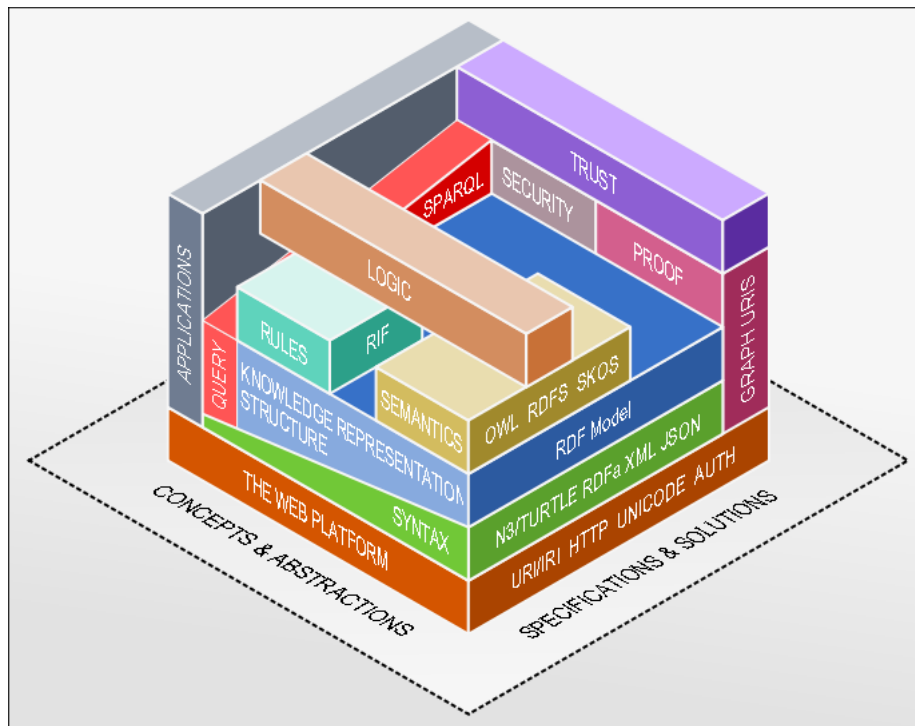 TRUST
SPARQL
SECURITY
PROOF
LOGIC
APPLICATIONS
GRAPH URIS
RULES
RIF
QUERY
KNOWLEDGE REPRESENTATION
STRUCTURE
SEMANTICS
OWL RDFS SKOS
RDF Model
SYNTAX
N3/TURTLE RDFa XML JSON
THE WEB PLATFORM
URI/IRI HTTP UNICODE AUTH
CONCEPTS & ABSTRACTIONS
SPECIFICATIONS & SOLUTIONS